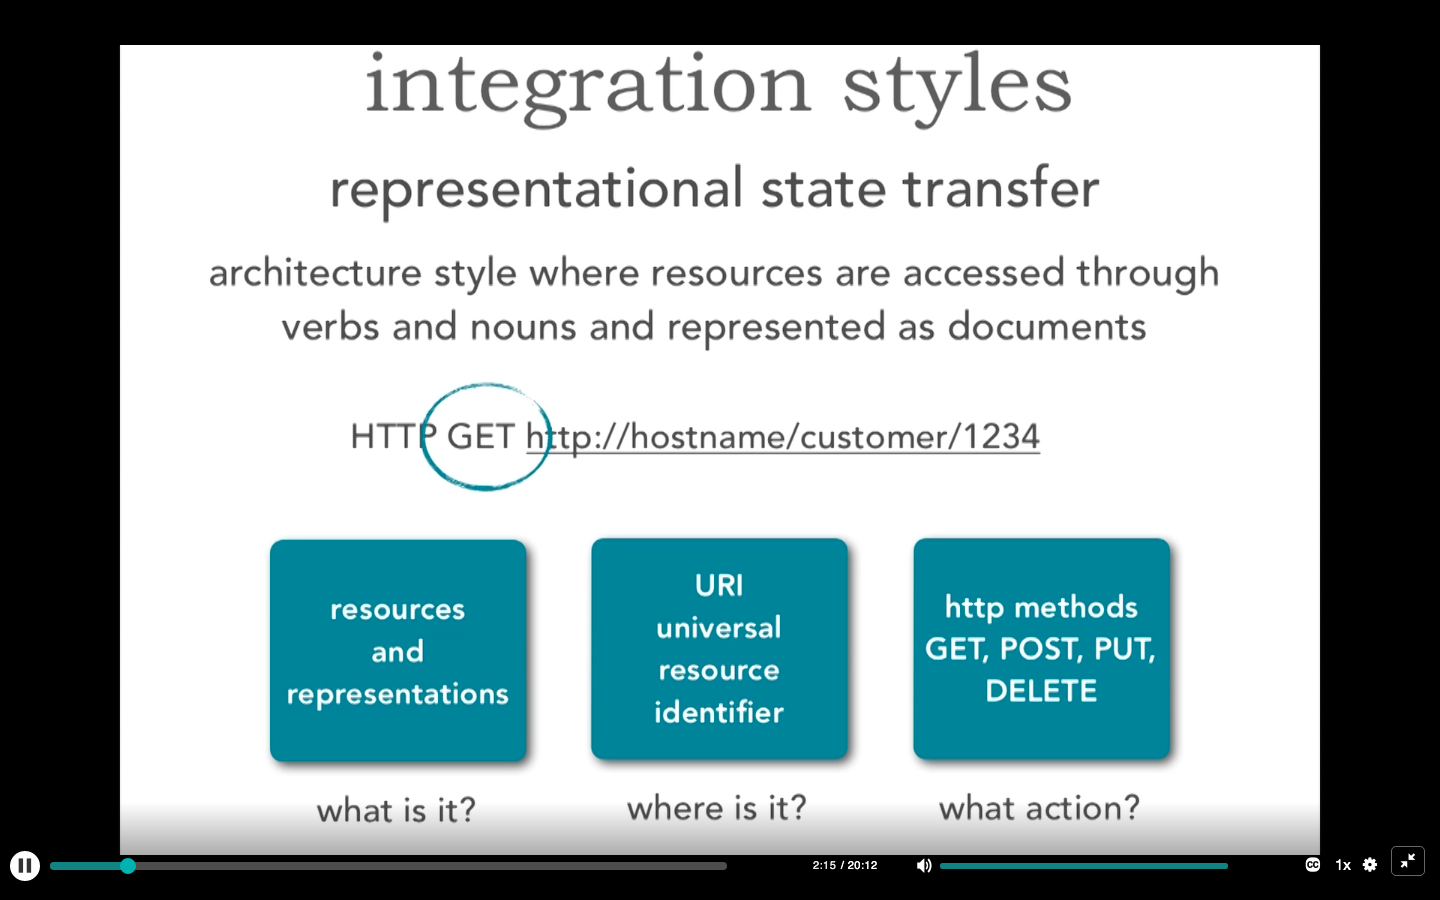 integration styles
representational state transfer
architecture style where resources are accessed through
verbs and nouns and represented as documents
HTTP GET http://hostname/customer/1234
resources
and
representations
what is it?
URI
universal
resource
identifier
where is it?
http methods
GET, POST, PUT,
DELETE
what action?
2:15 / 20:12
CC
1x